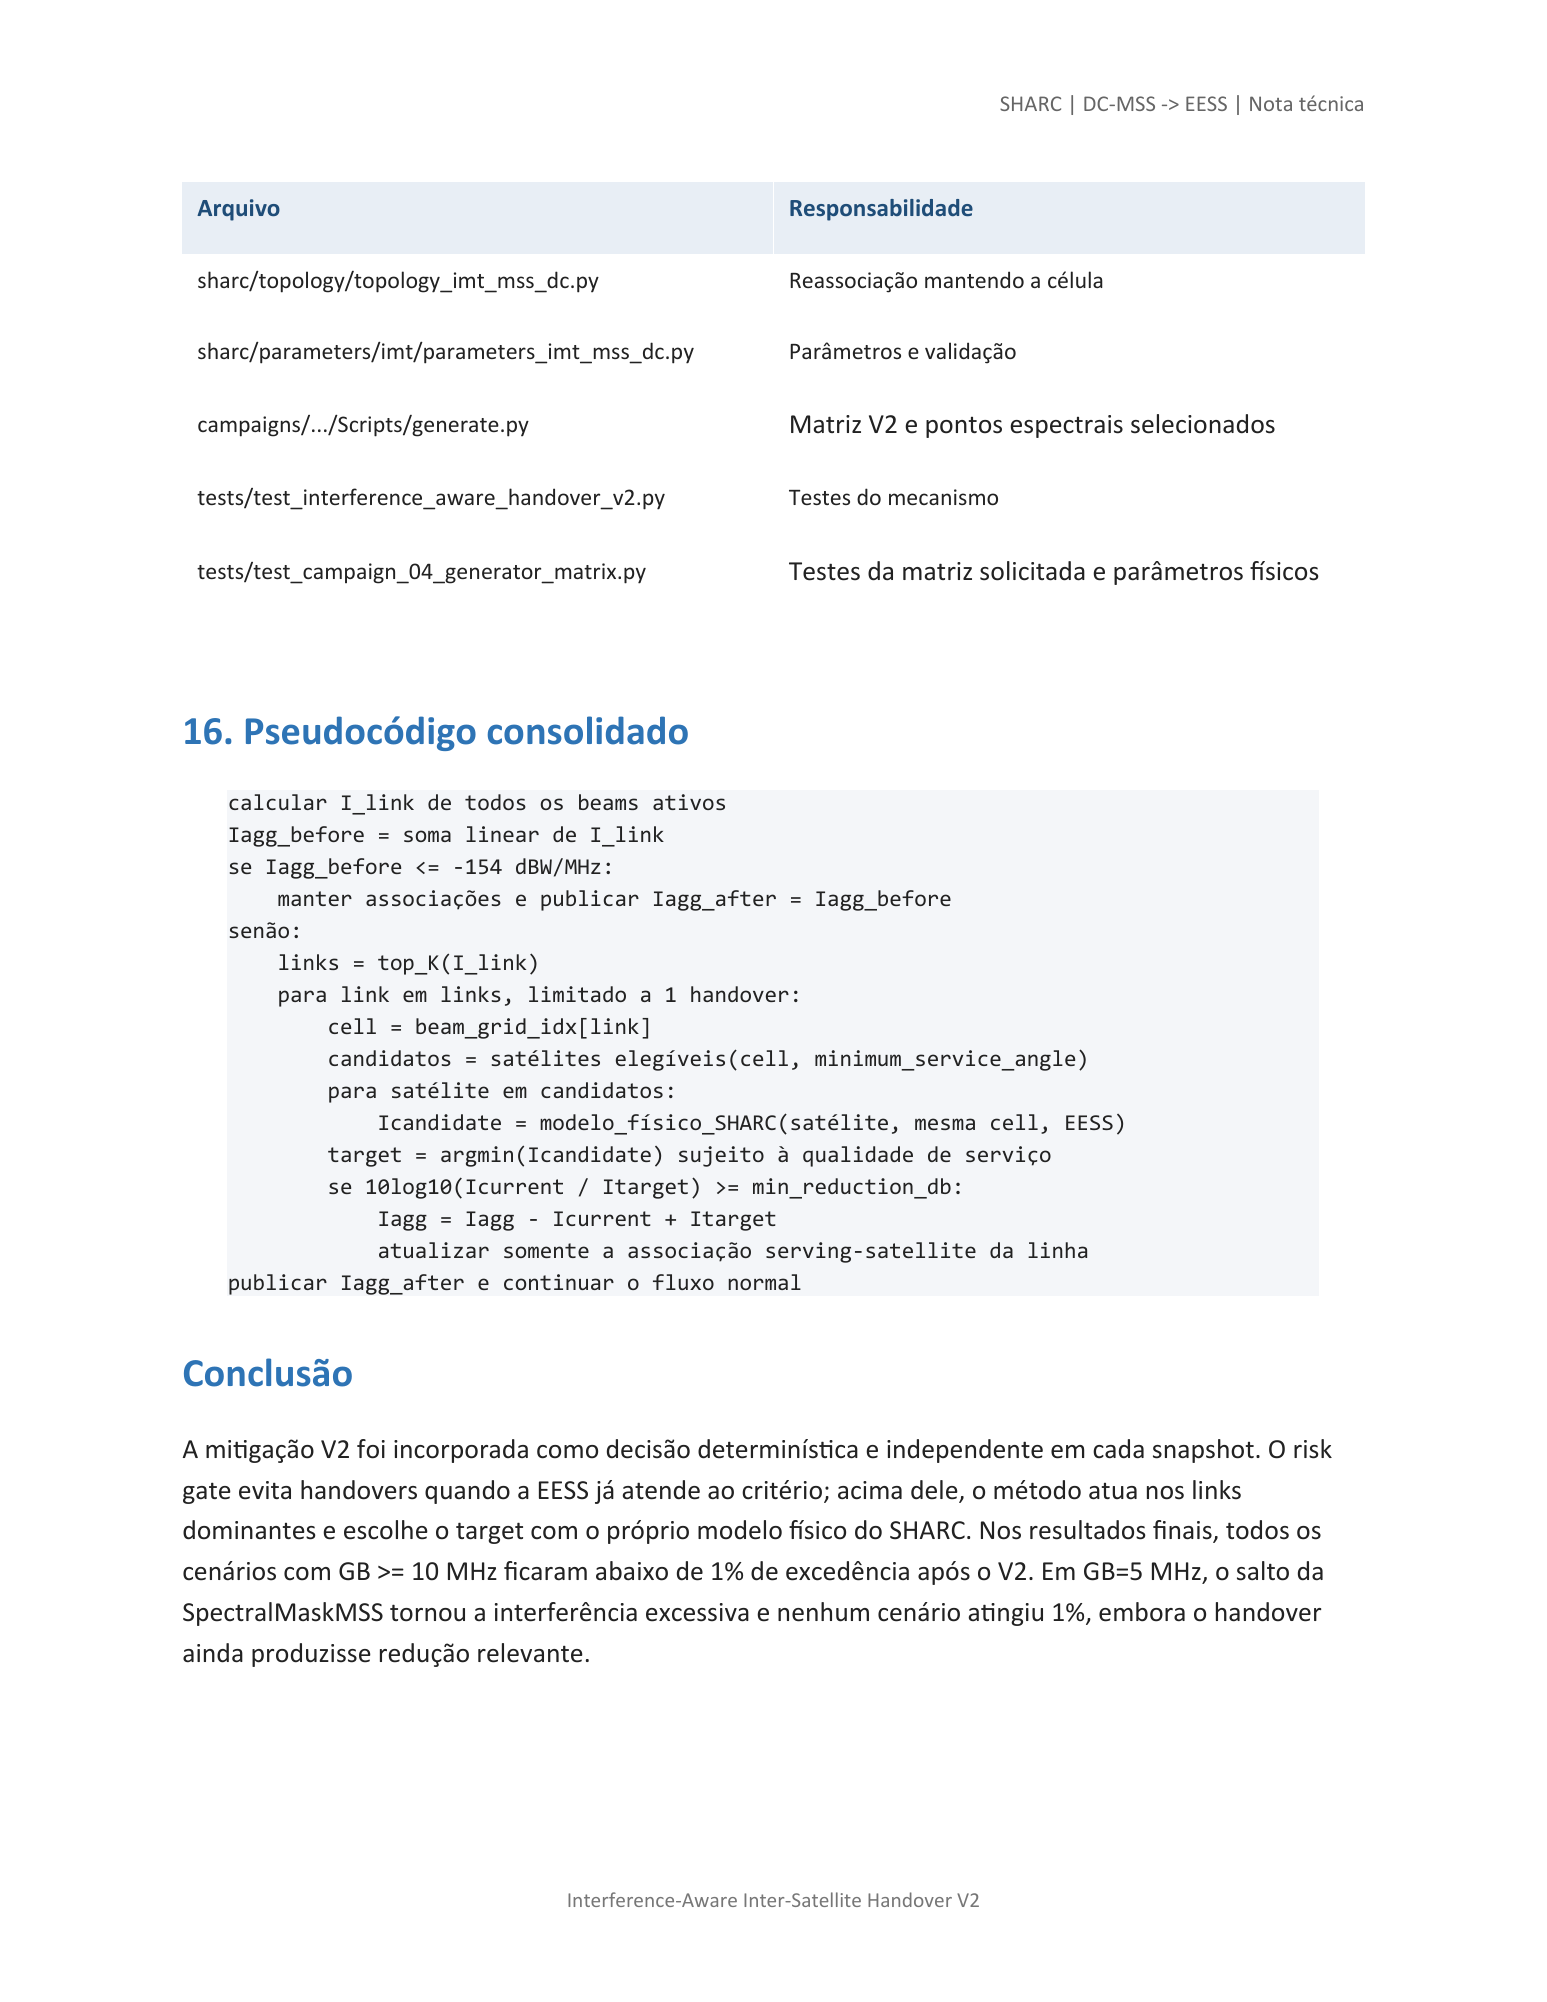 SHARC | DC-MSS -> EESS | Nota técnica
Arquivo Responsabilidade
sharc/topology/topology_imt_mss_dc.py Reassociação mantendo a célula
sharc/parameters/imt/parameters_imt_mss_dc.py Parâmetros e validação
campaigns/.../Scripts/generate.py Matriz V2 e pontos espectrais selecionados
tests/test_interference_aware_handover_v2.py Testes do mecanismo
tests/test_campaign_04_generator_matrix.py Testes da matriz solicitada e parâmetros físicos
16. Pseudocódigo consolidado
calcular I_link de todos os beams ativos
Iagg_before = soma linear de I_link
se Iagg_before <= -154 dBW/MHz:
    manter associações e publicar Iagg_after = Iagg_before
senão:
    links = top_K(I_link)
    para link em links, limitado a 1 handover:
        cell = beam_grid_idx[link]
        candidatos = satélites elegíveis(cell, minimum_service_angle)
        para satélite em candidatos:
            Icandidate = modelo_físico_SHARC(satélite, mesma cell, EESS)
        target = argmin(Icandidate) sujeito à qualidade de serviço
        se 10log10(Icurrent / Itarget) >= min_reduction_db:
            Iagg = Iagg - Icurrent + Itarget
            atualizar somente a associação serving-satellite da linha
publicar Iagg_after e continuar o fluxo normal
Conclusão
A mitigação V2 foi incorporada como decisão determinística e independente em cada snapshot. O risk
gate evita handovers quando a EESS já atende ao critério; acima dele, o método atua nos links
dominantes e escolhe o target com o próprio modelo físico do SHARC. Nos resultados finais, todos os
cenários com GB >= 10 MHz ficaram abaixo de 1% de excedência após o V2. Em GB=5 MHz, o salto da
SpectralMaskMSS tornou a interferência excessiva e nenhum cenário atingiu 1%, embora o handover
ainda produzisse redução relevante.
Interference-Aware Inter-Satellite Handover V2